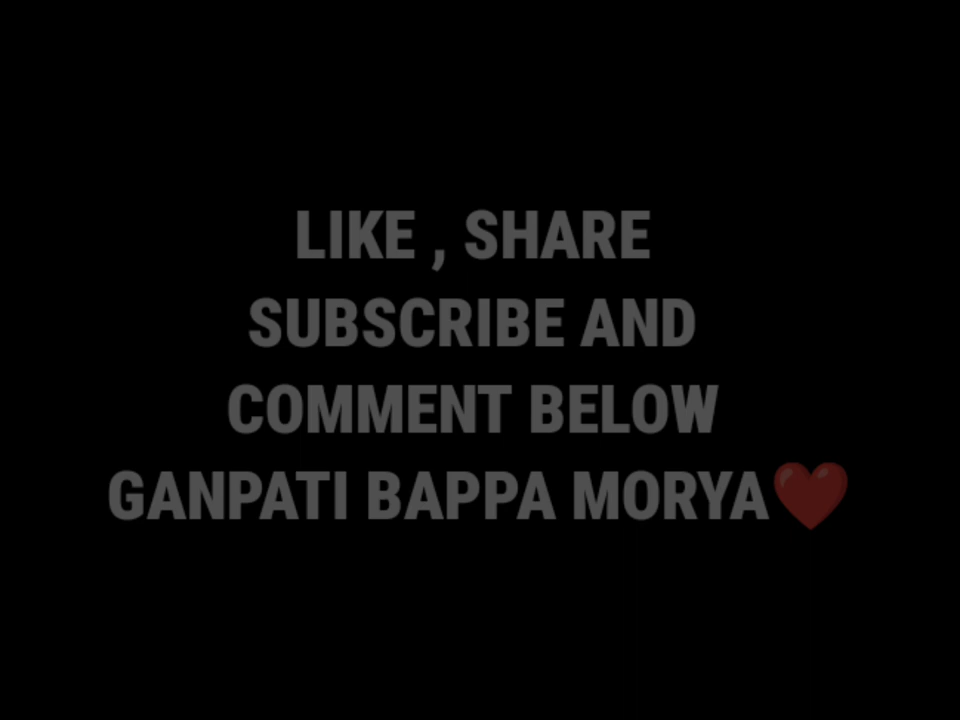 LIKE , SHARE
SUBSCRIBE AND
COMMENT BELOW
GANPATI BAPPA MORYA❤️